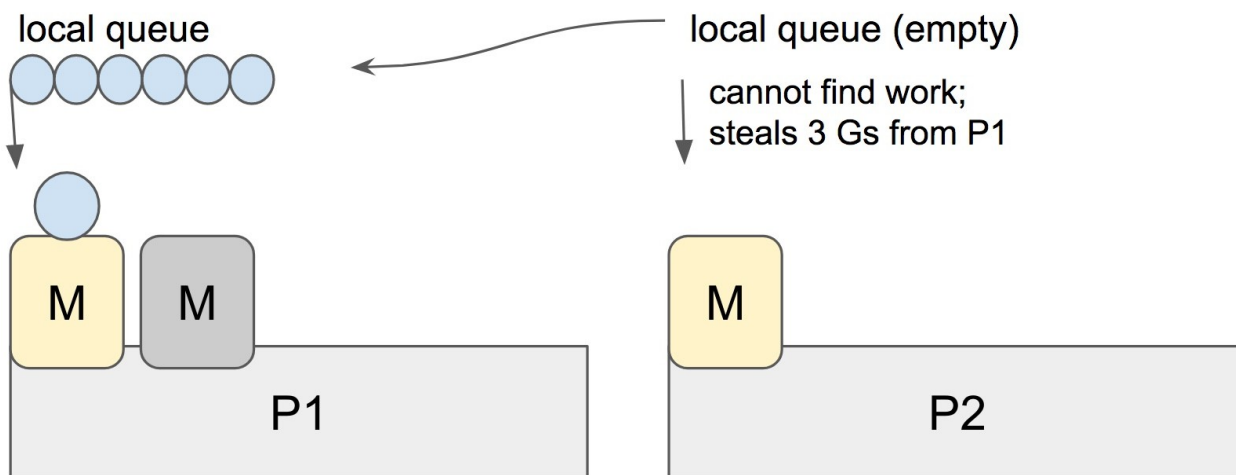 local queue
local queue (empty)
cannot find work;
steals 3 Gs from P1
M
M
M
P1
P2